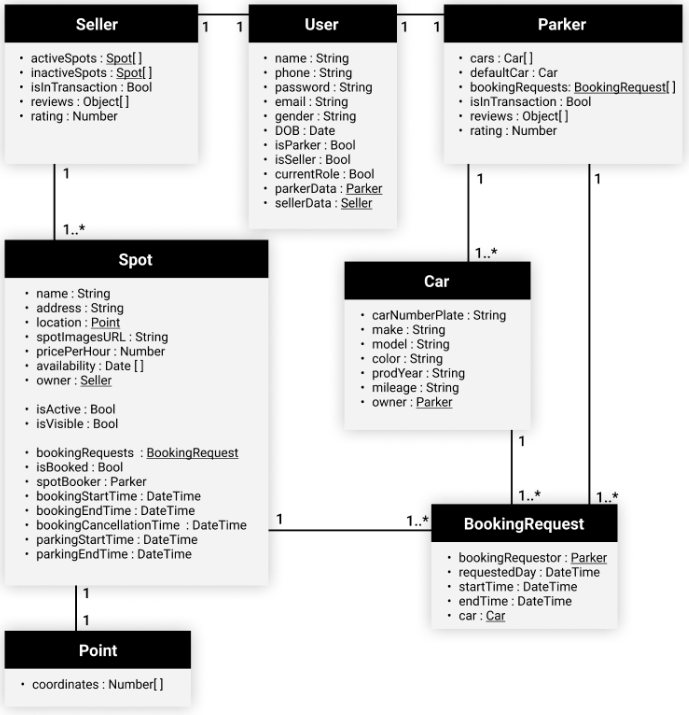 Seller
• activeSpots : Spot[ ]
• inactiveSpots : Spot[ ]
• isInTransaction : Bool
• reviews : Object[ ]
• rating : Number
1
1
User
• name : String
• phone : String
• password : String
• email : String
• gender : String
• DOB : Date
• isParker : Bool
• isSeller : Bool
• currentRole : Bool
• parkerData : Parker
• sellerData : Seller
1
1
Parker
• cars : Car[ ]
• defaultCar : Car
• bookingRequests: BookingRequest[ ]
• isInTransaction : Bool
• reviews : Object[ ]
• rating : Number
1
1..*
1
1..*
1
1..*
Spot
• name : String
• address : String
• location : Point
• spotImagesURL : String
• pricePerHour : Number
• availability : Date [ ]
• owner : Seller
• isActive : Bool
• isVisible : Bool
• bookingRequests : BookingRequest
• isBooked : Bool
• spotBooker : Parker
• bookingStartTime : DateTime
• bookingEndTime : DateTime
• bookingCancellationTime : DateTime
• parkingStartTime : DateTime
• parkingEndTime : DateTime
Car
• carNumberPlate : String
• make : String
• model : String
• color : String
• prodYear : String
• mileage : String
• owner : Parker
1
1..*
1
1..*
BookingRequest
• bookingRequestor : Parker
• requestedDay : DateTime
• startTime : DateTime
• endTime : DateTime
• car : Car
1
1
Point
• coordinates : Number[ ]